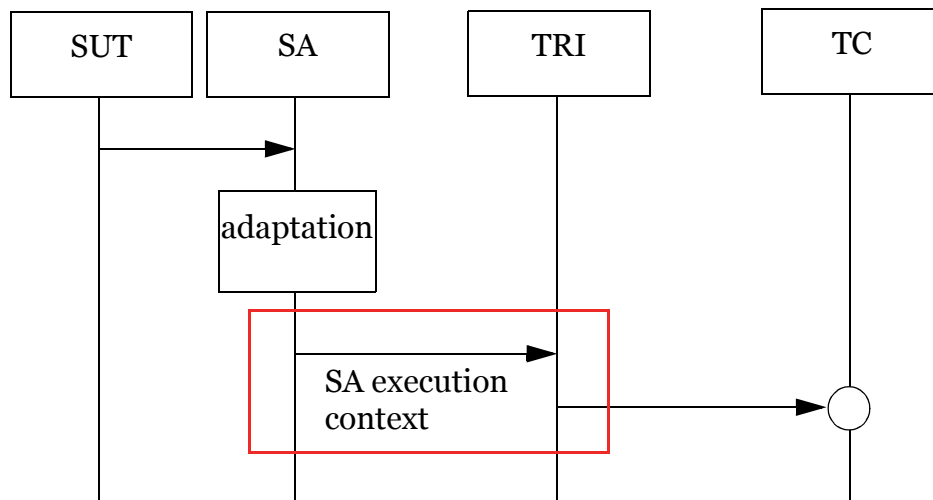 SUT
SA
TRI
TC
adaptation
SA execution
context